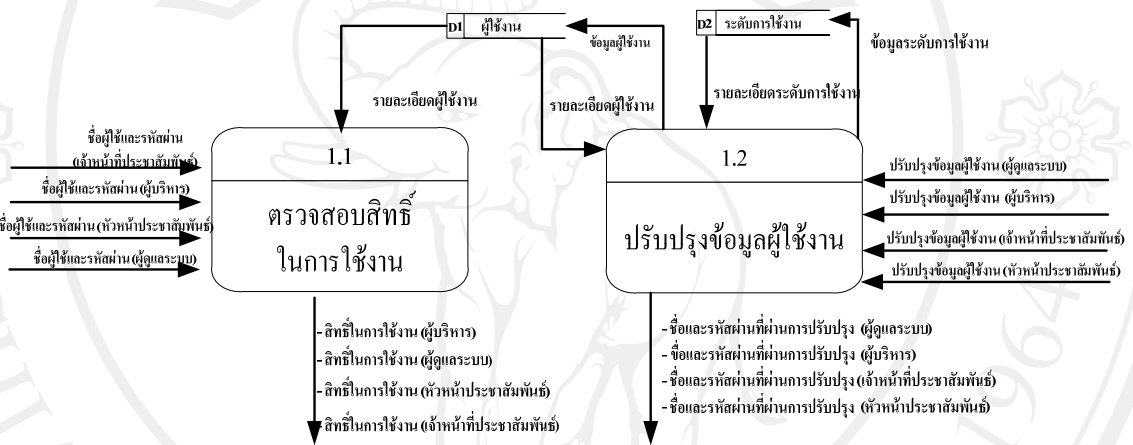 D1 ผู้ใช้งาน
D2 ระดับการใช้งาน
ข้อมูลผู้ใช้งาน
ข้อมูลระดับการใช้งาน
รายละเอียดผู้ใช้งาน
รายละเอียดผู้ใช้งาน
รายละเอียดระดับการใช้งาน
ชื่อผู้ใช้และรหัสผ่าน
(เจ้าหน้าที่ประชาสัมพันธ์)
ชื่อผู้ใช้และรหัสผ่าน (ผู้บริหาร)
ชื่อผู้ใช้และรหัสผ่าน (หัวหน้าประชาสัมพันธ์)
ชื่อผู้ใช้และรหัสผ่าน (ผู้ดูแลระบบ)
1.1
ตรวจสอบสิทธิ์
ในการใช้งาน
1.2
ปรับปรุงข้อมูลผู้ใช้งาน
ปรับปรุงข้อมูลผู้ใช้งาน (ผู้ดูแลระบบ)
ปรับปรุงข้อมูลผู้ใช้งาน (ผู้บริหาร)
ปรับปรุงข้อมูลผู้ใช้งาน (เจ้าหน้าที่ประชาสัมพันธ์)
ปรับปรุงข้อมูลผู้ใช้งาน (หัวหน้าประชาสัมพันธ์)
- สิทธิ์ในการใช้งาน (ผู้บริหาร)
- สิทธิ์ในการใช้งาน (ผู้ดูแลระบบ)
- สิทธิ์ในการใช้งาน (หัวหน้าประชาสัมพันธ์)
- สิทธิ์ในการใช้งาน (เจ้าหน้าที่ประชาสัมพันธ์)
- ชื่อและรหัสผ่านที่ผ่านการปรับปรุง (ผู้ดูแลระบบ)
- ขื่อและรหัสผ่านที่ผ่านการปรับปรุง (ผู้บริหาร)
- ชื่อและรหัสผ่านที่ผ่านการปรับปรุง (เจ้าหน้าที่ประชาสัมพันธ์)
- ชื่อและรหัสผ่านที่ผ่านการปรับปรุง (หัวหน้าประชาสัมพันธ์)
1964